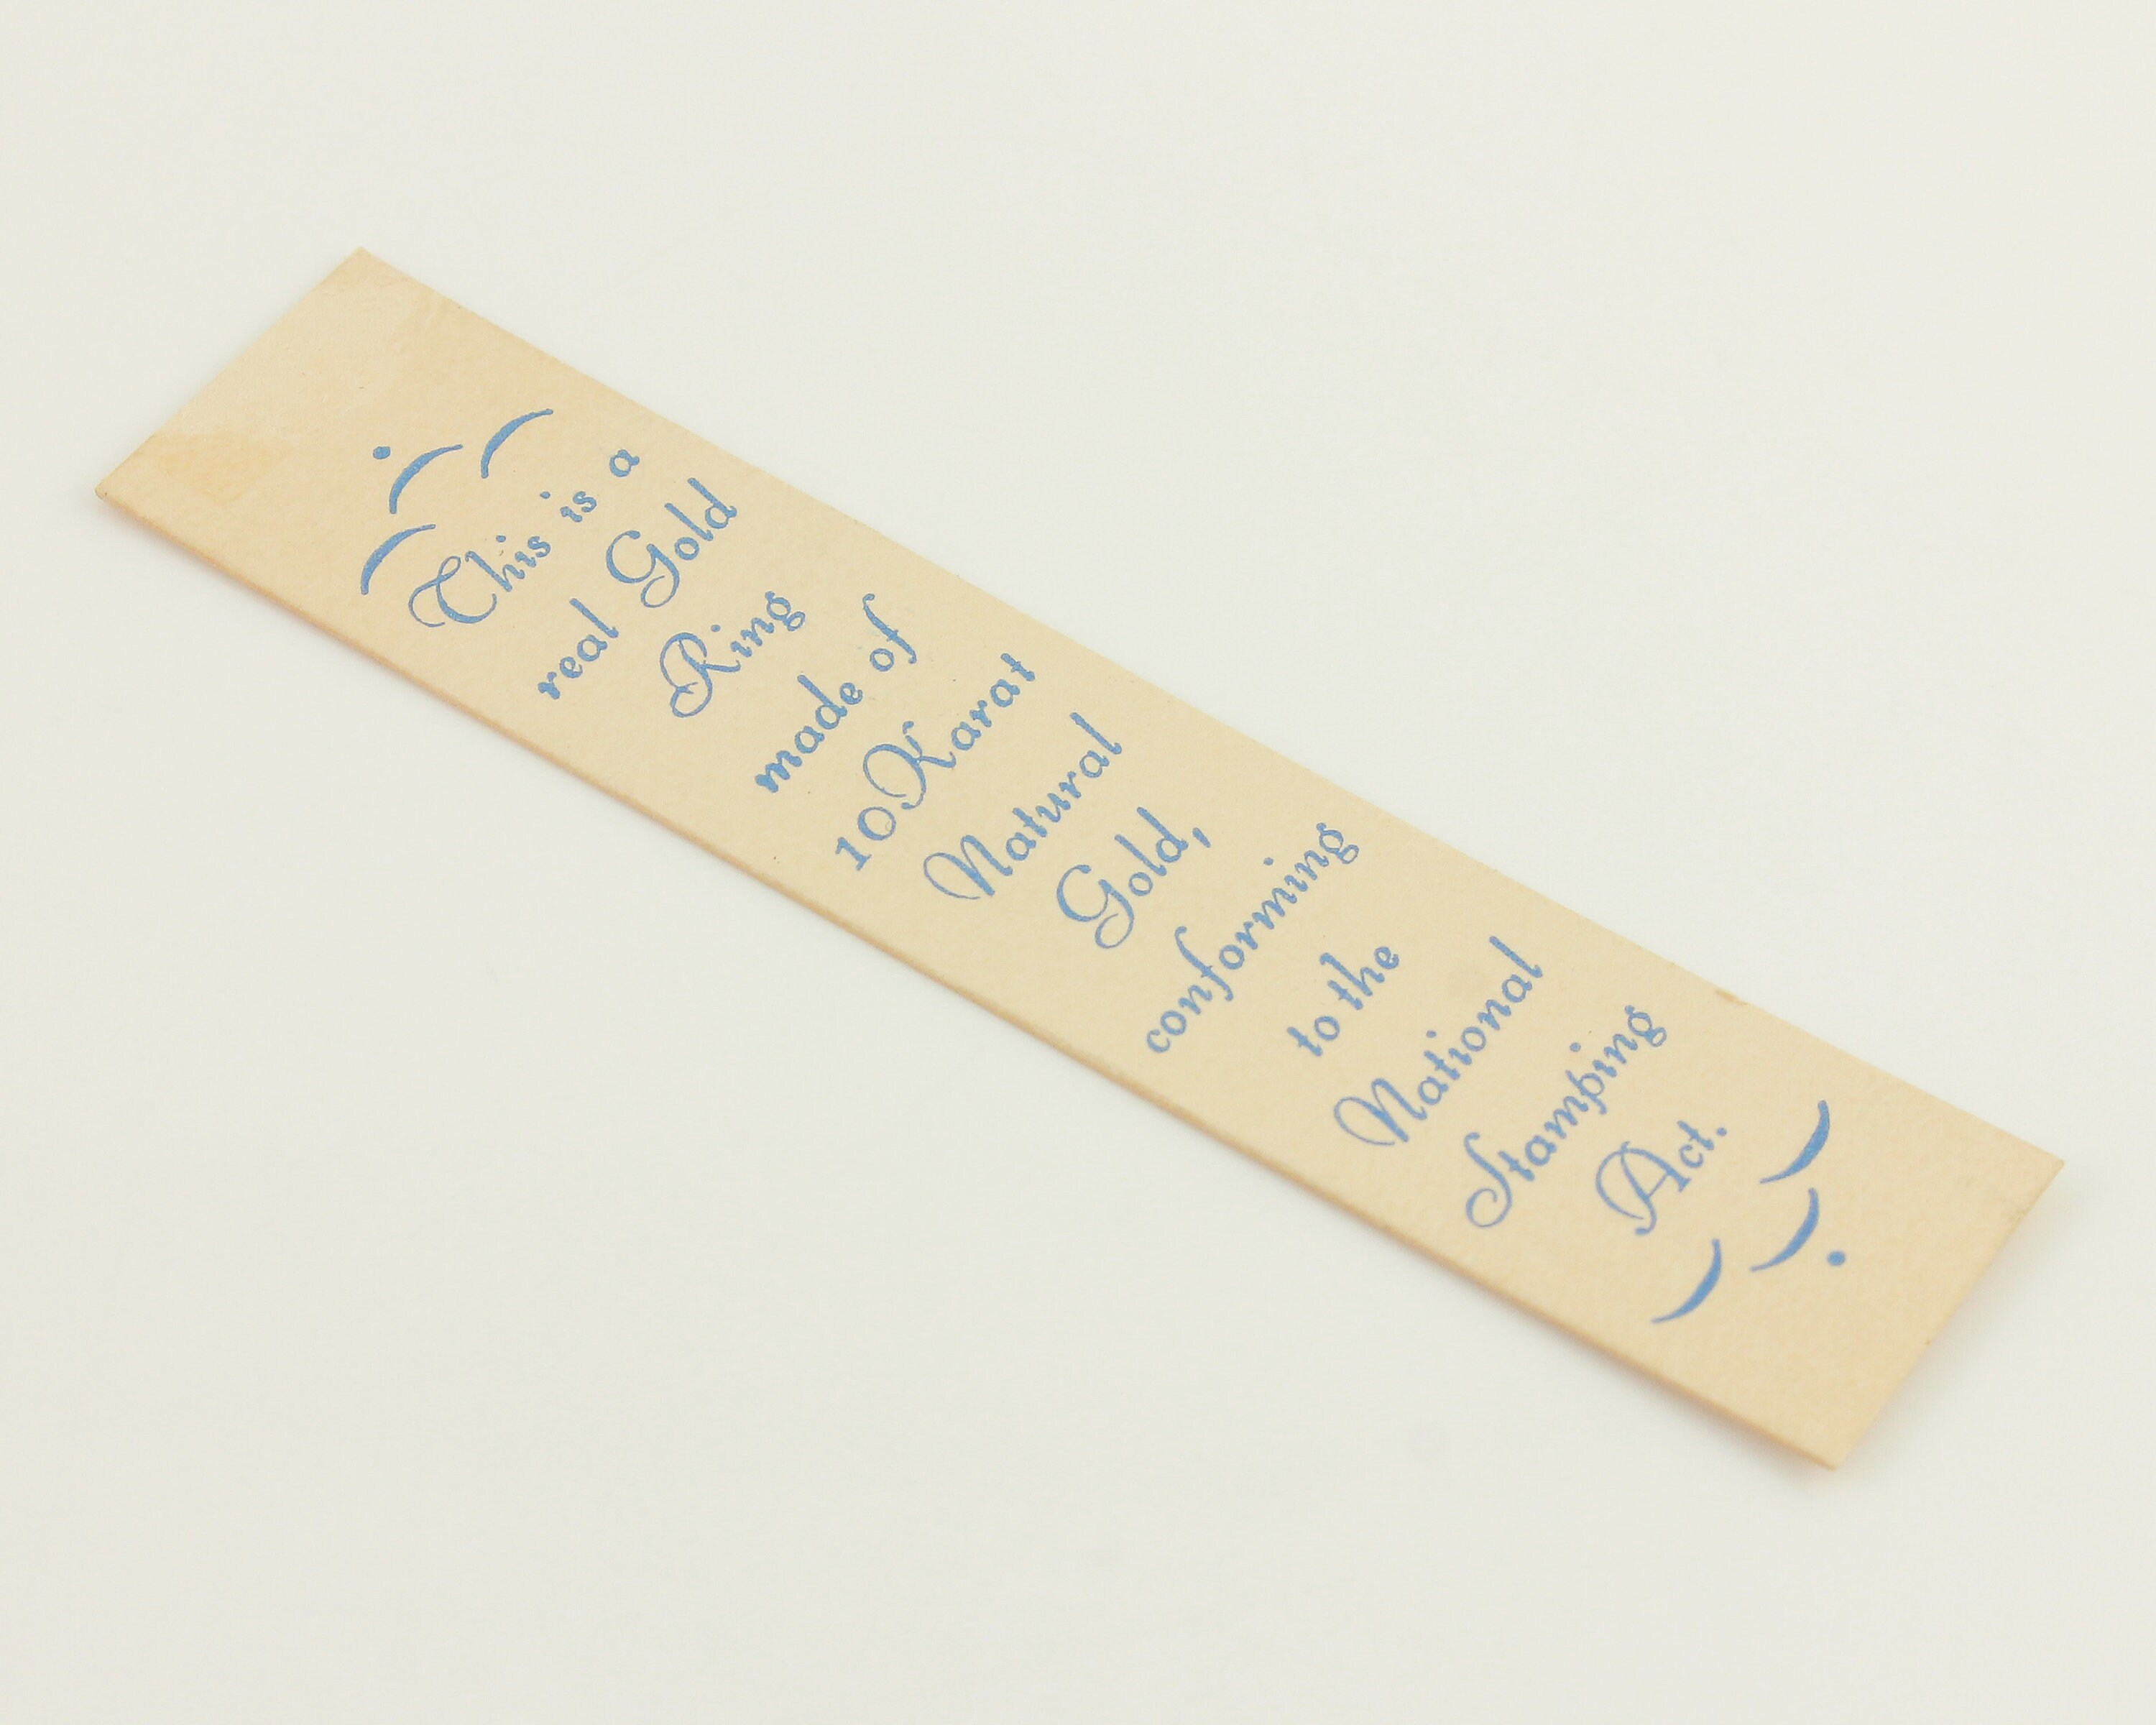 This is a
real Gold
Ring
made of
10 Karat
Natural
Gold,
conforming
to the
National
Stamping
Act.